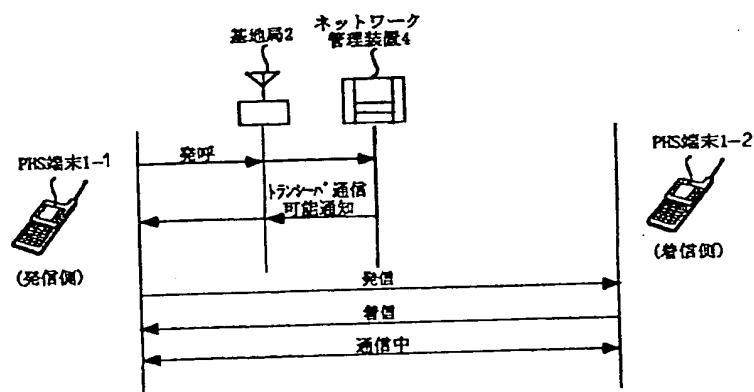 基地局2
ネットワーク
管理装置4
PHS端末1-1
発呼
PHS端末1-2
トランシーバ通信
可能通知
(発信側)
(着信側)
発信
着信
通信中